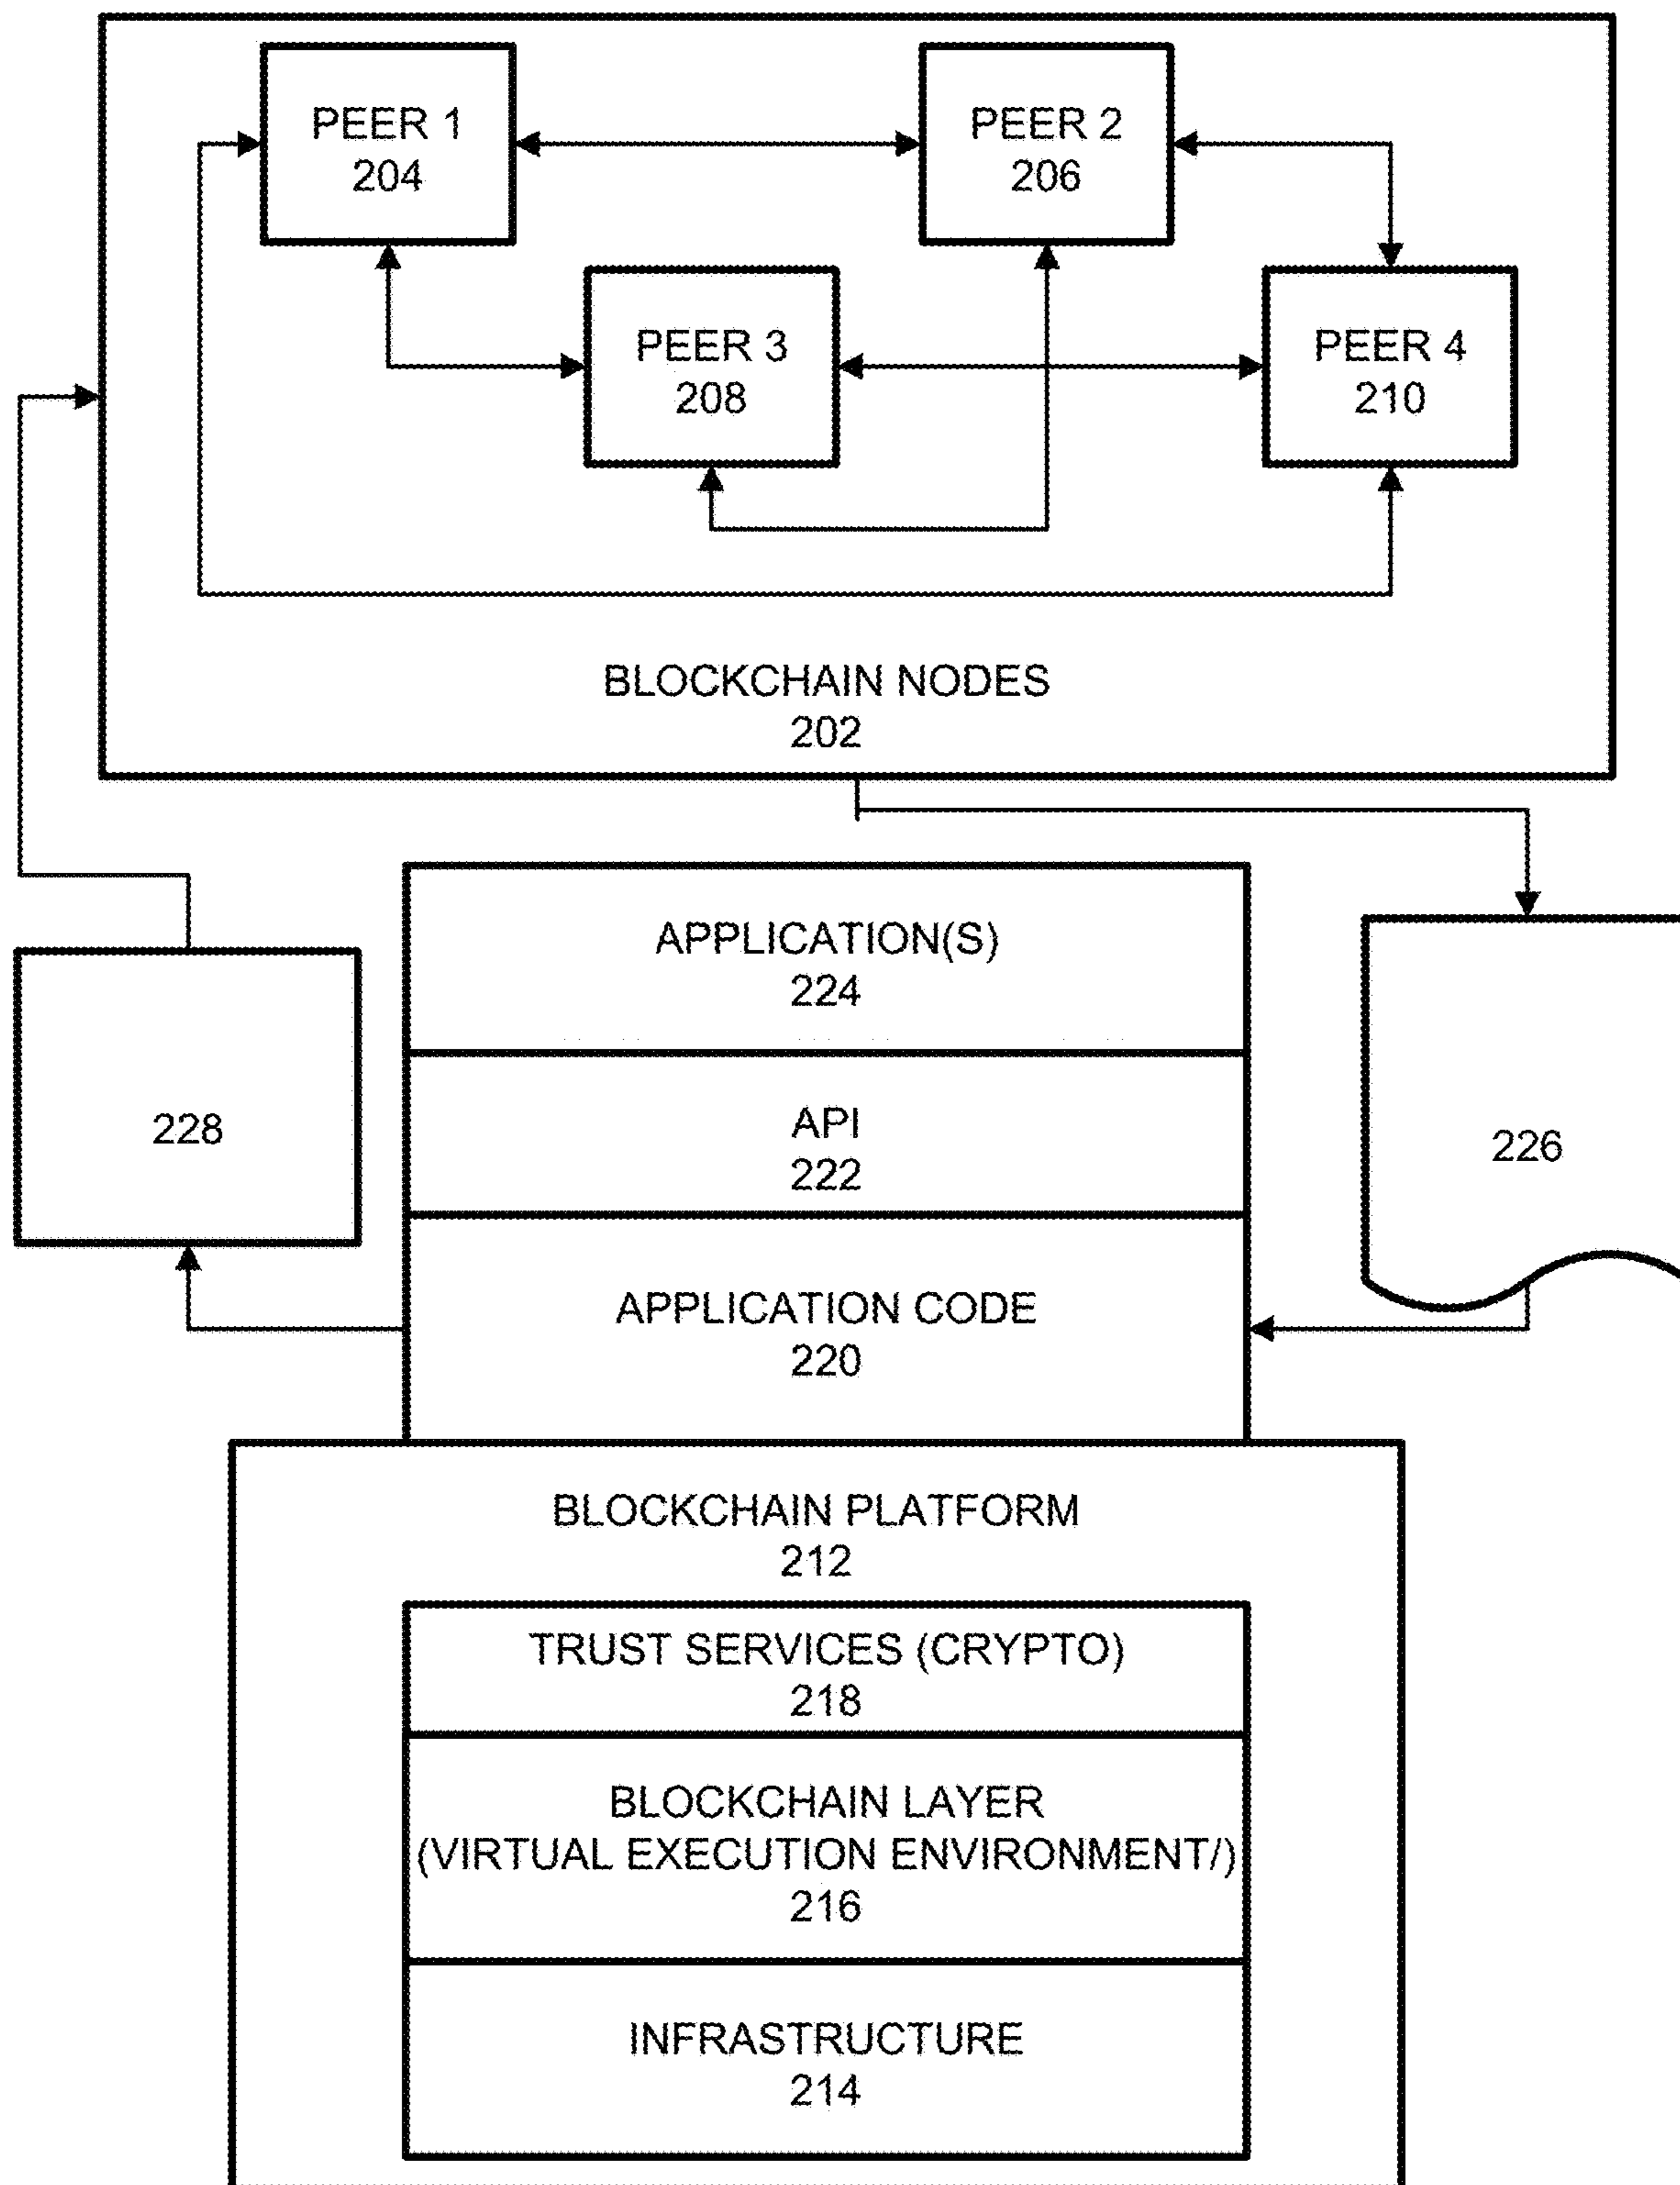 PEER 1
204
PEER 2
206
PEER 3
208
PEER 4
210
BLOCKCHAIN NODES
202
APPLICATION(S)
224
228
API
222
226
APPLICATION CODE
220
BLOCKCHAIN PLATFORM
212
TRUST SERVICES (CRYPTO)
218
BLOCKCHAIN LAYER
(VIRTUAL EXECUTION ENVIRONMENT/)
216
INFRASTRUCTURE
214